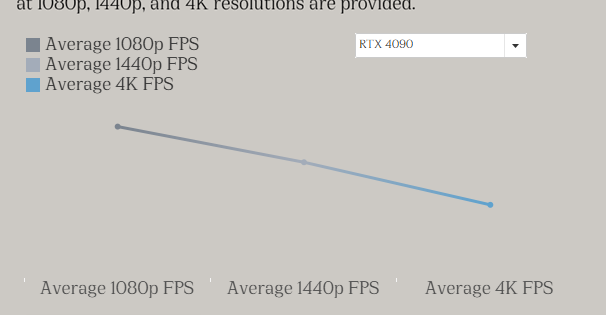 at 1080p, 1440p, and 4K resolutions are provided.
Average 1080p FPS
RTX 4090
Average 1440p FPS
Average 4K FPS
Average 1080p FPS Average 1440p FPS Average 4K FPS